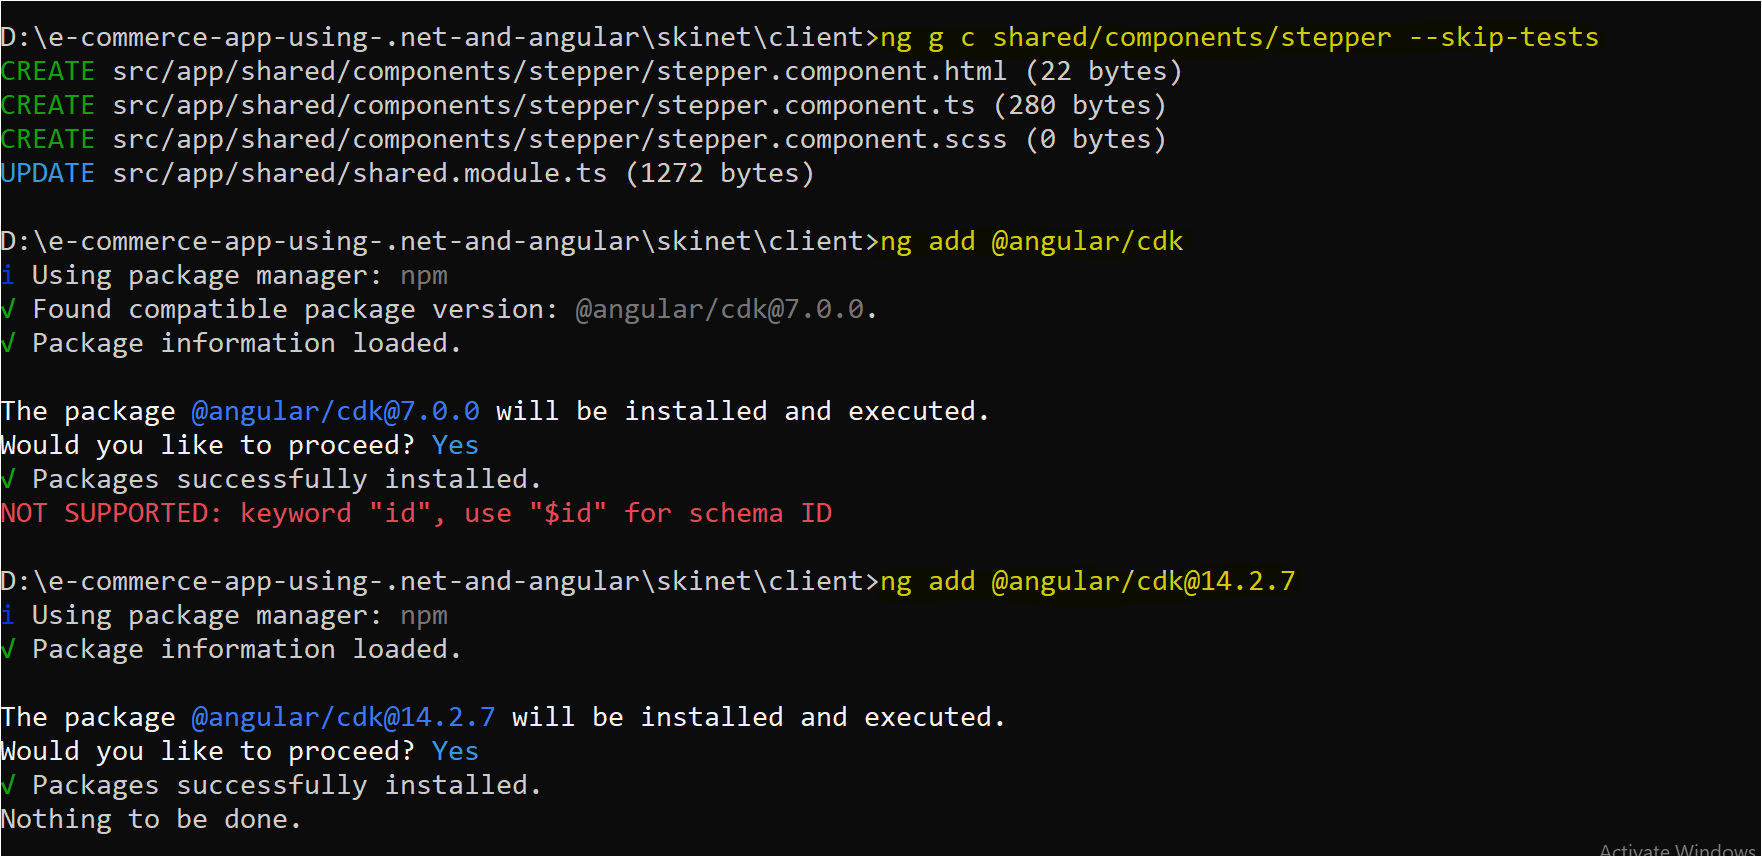 D:\e-commerce-app-using-.net-and-angular\skinet\client>ng g c shared/components/stepper --skip-tests
CREATE src/app/shared/components/stepper/stepper.component.html (22 bytes)
CREATE src/app/shared/components/stepper/stepper.component.ts (280 bytes)
CREATE src/app/shared/components/stepper/stepper.component.scss (0 bytes)
UPDATE src/app/shared/shared.module.ts (1272 bytes)
D:\e-commerce-app-using-.net-and-angular\skinet\client>ng add @angular/cdk
i Using package manager: npm
√ Found compatible package version: @angular/cdk@7.0.0.
√ Package information loaded.
The package @angular/cdk@7.0.0 will be installed and executed.
Would you like to proceed? Yes
√ Packages successfully installed.
NOT SUPPORTED: keyword "id", use "$id" for schema ID
D:\e-commerce-app-using-.net-and-angular\skinet\client>ng add @angular/cdk@14.2.7
i Using package manager: npm
√ Package information loaded.
The package @angular/cdk@14.2.7 will be installed and executed.
Would you like to proceed? Yes
√ Packages successfully installed.
Nothing to be done.
Activate Windows